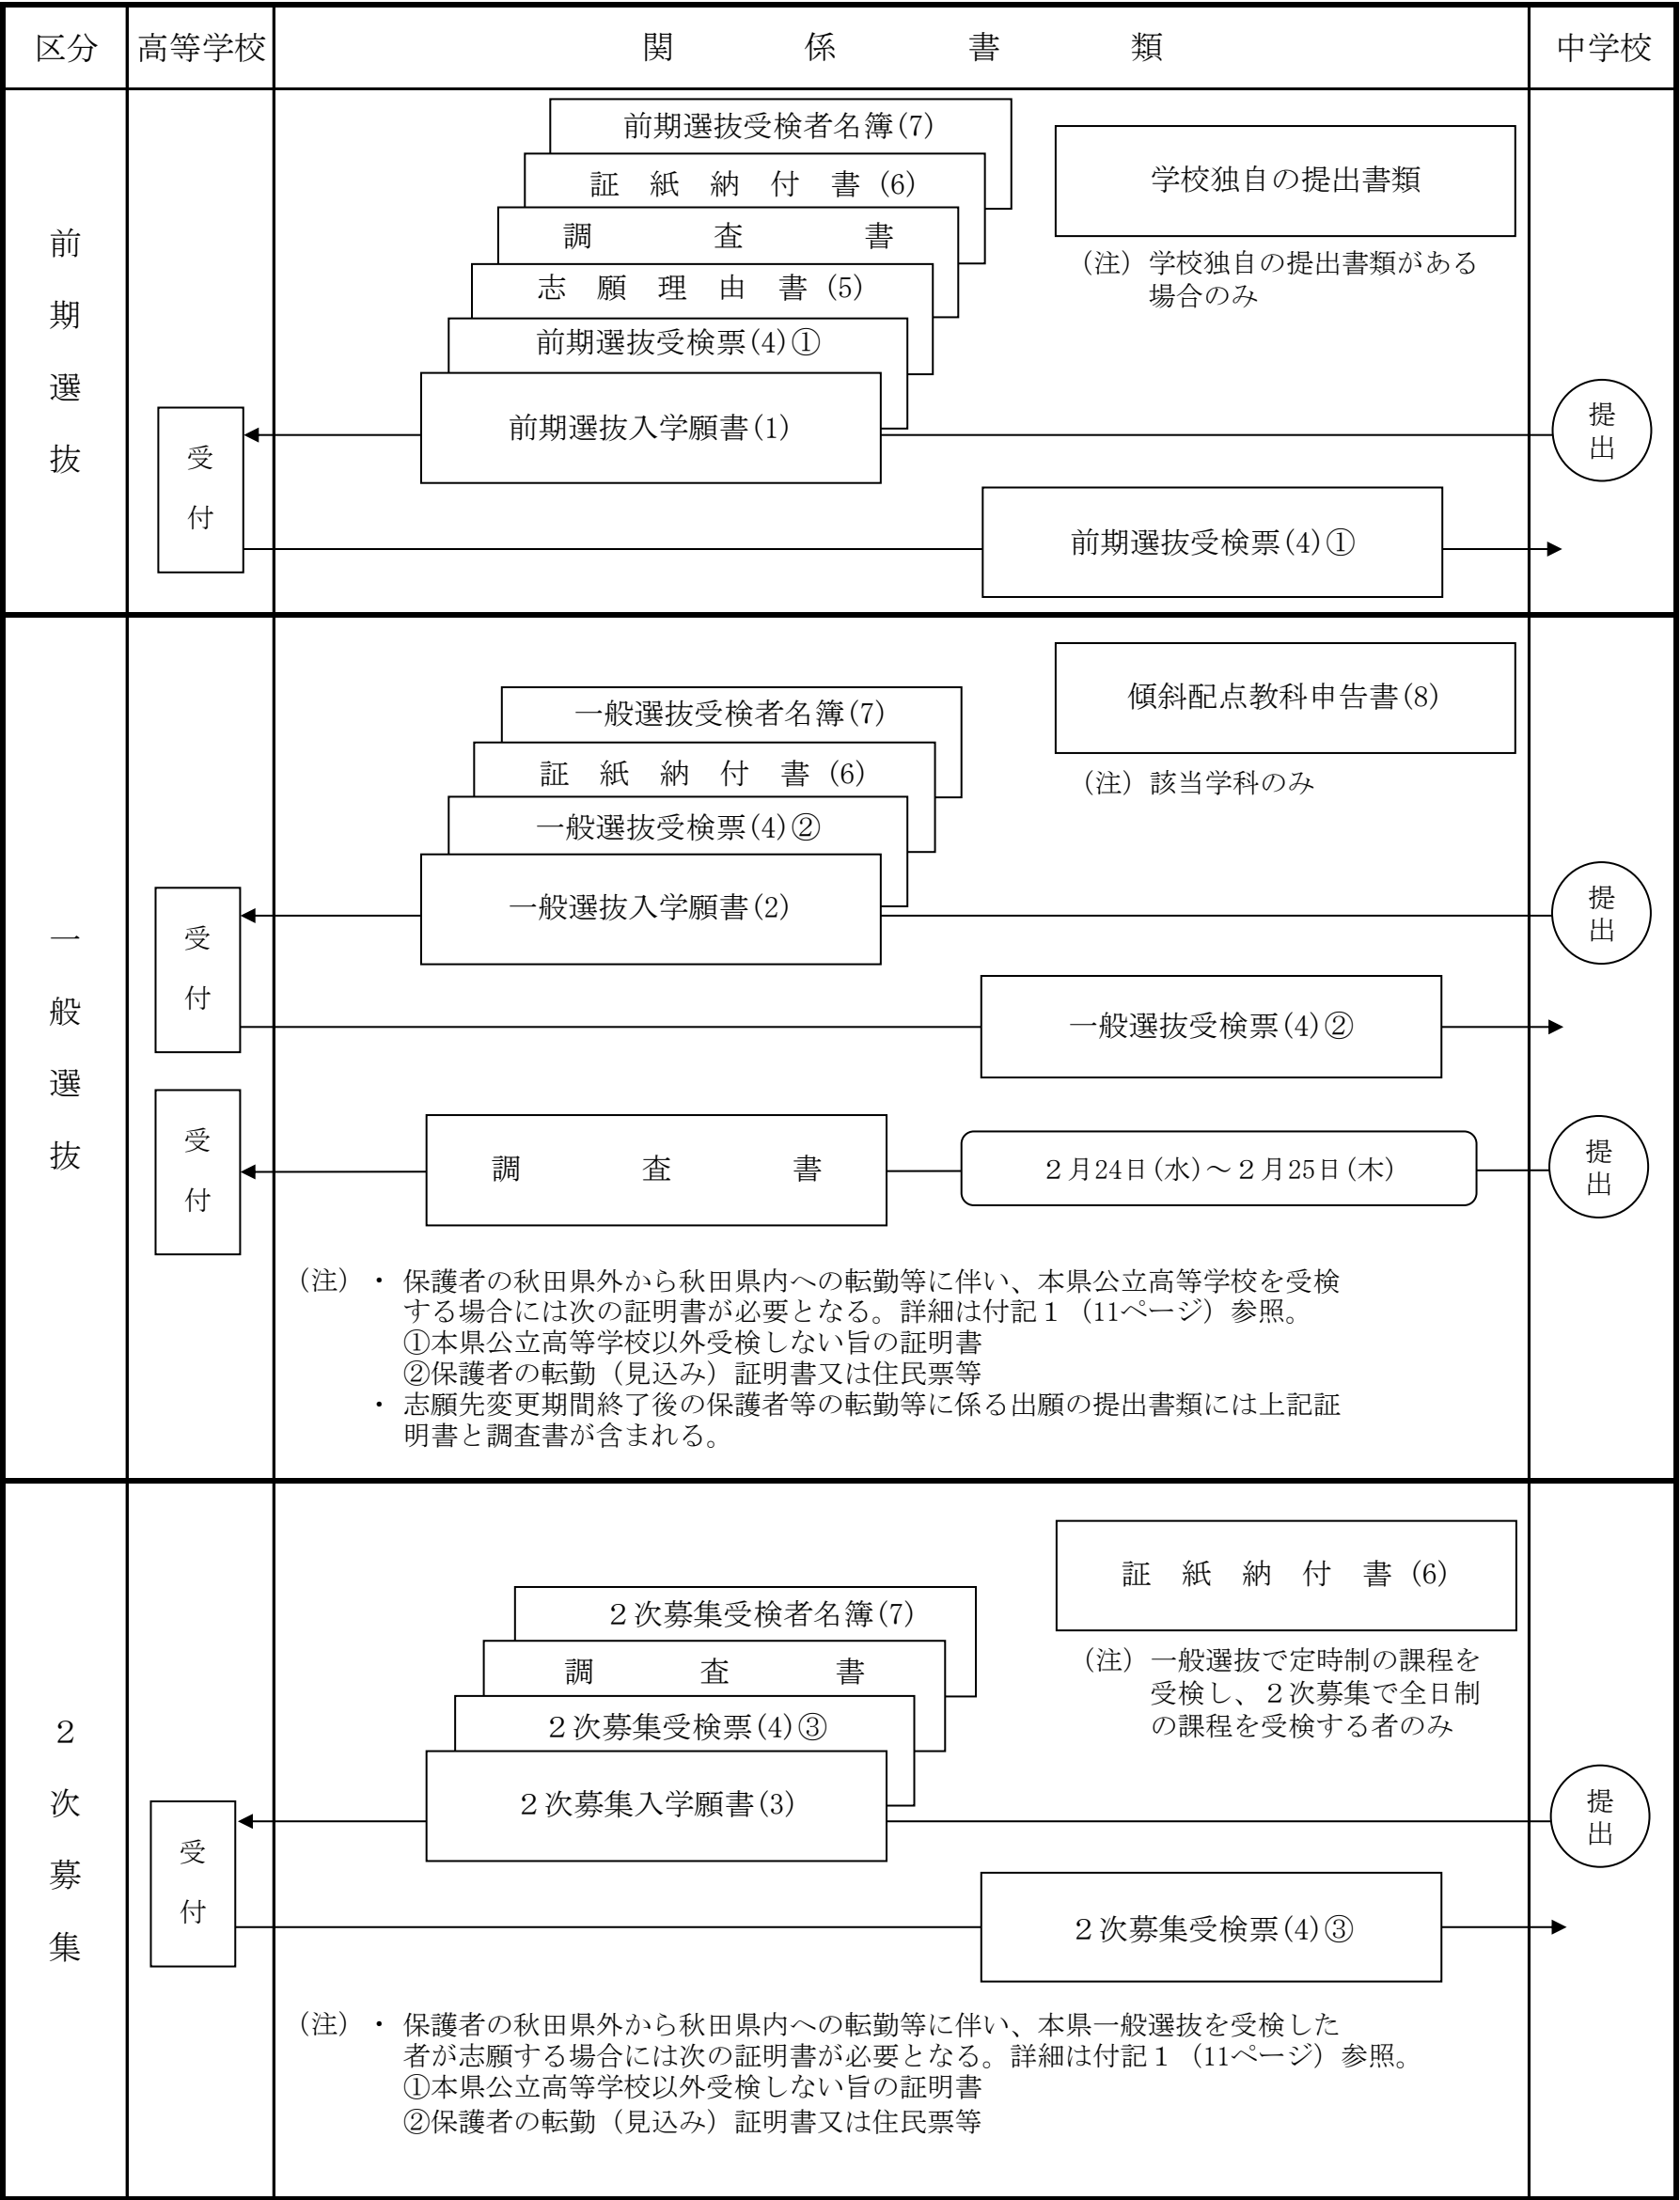 区分 高等学校 関係書類 中学校
前期選抜
前期選抜受検者名簿(7)
証紙納付書(6)
調査書
志願理由書(5)
前期選抜受検票(4)①
前期選抜入学願書(1)
学校独自の提出書類
（注）学校独自の提出書類がある
場合のみ
提出
受付
前期選抜受検票(4)①
一般選抜
一般選抜受検者名簿(7)
証紙納付書(6)
一般選抜受検票(4)②
一般選抜入学願書(2)
傾斜配点教科申告書(8)
（注）該当学科のみ
提出
受付
一般選抜受検票(4)②
受付
調査書
２月24日(水)～２月25日(木)
提出
（注）・ 保護者の秋田県外から秋田県内への転勤等に伴い、本県公立高等学校を受検
する場合には次の証明書が必要となる。詳細は付記１（11ページ）参照。
①本県公立高等学校以外受検しない旨の証明書
②保護者の転勤（見込み）証明書又は住民票等
・ 志願先変更期間終了後の保護者等の転勤等に係る出願の提出書類には上記証
明書と調査書が含まれる。
２次募集
２次募集受検者名簿(7)
調査書
２次募集受検票(4)③
２次募集入学願書(3)
証紙納付書(6)
（注）一般選抜で定時制の課程を
受検し、２次募集で全日制
の課程を受検する者のみ
提出
受付
２次募集受検票(4)③
（注）・ 保護者の秋田県外から秋田県内への転勤等に伴い、本県一般選抜を受検した
者が志願する場合には次の証明書が必要となる。詳細は付記１（11ページ）参照。
①本県公立高等学校以外受検しない旨の証明書
②保護者の転勤（見込み）証明書又は住民票等